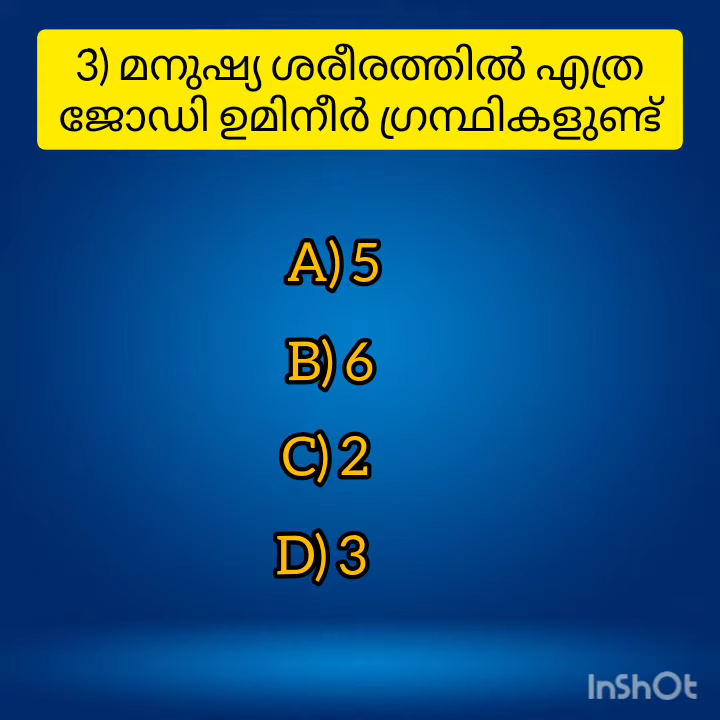 3) മനുഷ്യ ശരീരത്തിൽ എത്ര
ജോഡി ഉമിനീർ ഗ്രന്ഥികളുണ്ട്
A) 5
B) 6
C) 2
D) 3
InShOt